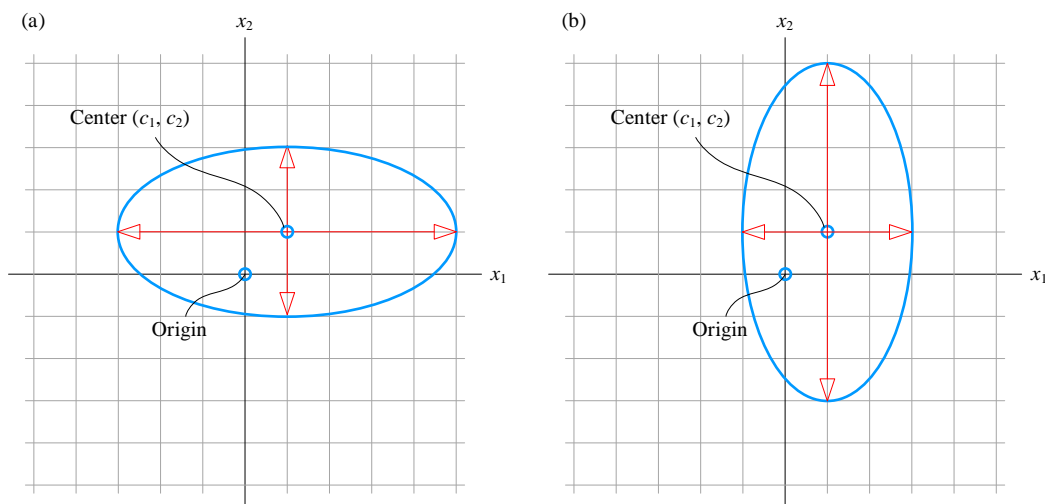 (a)
x₂
Center (c₁, c₂)
x₁
Origin
(b)
x₂
Center (c₁, c₂)
x₁
Origin